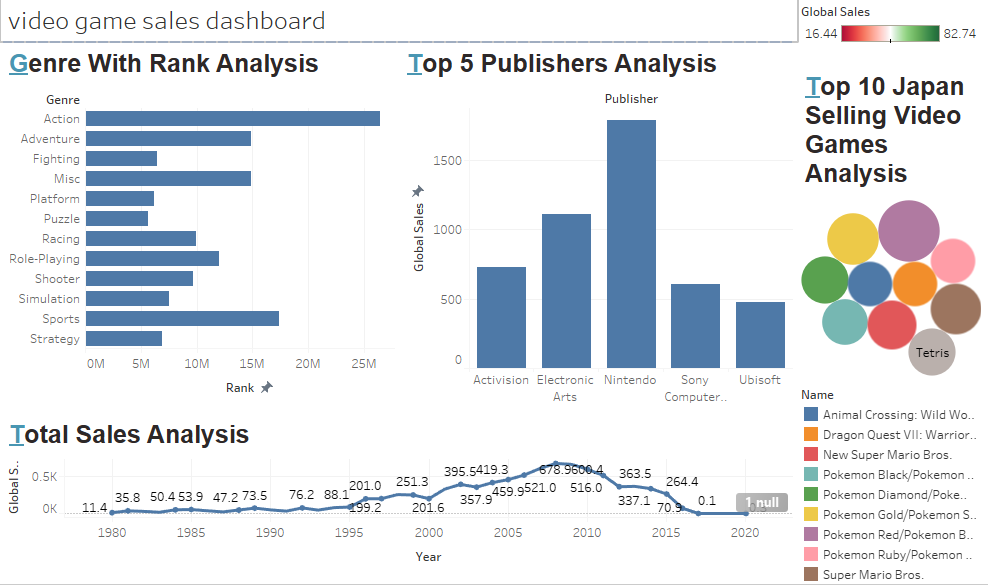 video game sales dashboard
Global Sales
16.44 82.74
Genre With Rank Analysis
Genre
Action
Adventure
Fighting
Misc
Platform
Puzzle
Racing
Role-Playing
Shooter
Simulation
Sports
Strategy
0M 5M 10M 15M 20M 25M
Rank
Top 5 Publishers Analysis
Publisher
Global Sales
1500
1000
500
0
Activision Electronic Arts Nintendo Sony Computer.. Ubisoft
Top 10 Japan
Selling Video
Games
Analysis
Tetris
Name
Animal Crossing: Wild Wo..
Dragon Quest VII: Warrior..
New Super Mario Bros.
Pokemon Black/Pokemon ..
Pokemon Diamond/Poke..
Pokemon Gold/Pokemon S..
Pokemon Red/Pokemon B..
Pokemon Ruby/Pokemon ..
Super Mario Bros.
Total Sales Analysis
Global S..
0.5K
0K
11.4 35.8 50.4 53.9 47.2 73.5 76.2 88.1 201.0 199.2 251.3 201.6 395.5 357.9 419.3 459.9 521.0 678.9 600.4 516.0 363.5 337.1 264.4 70.9 0.1
1 null
1980 1985 1990 1995 2000 2005 2010 2015 2020
Year